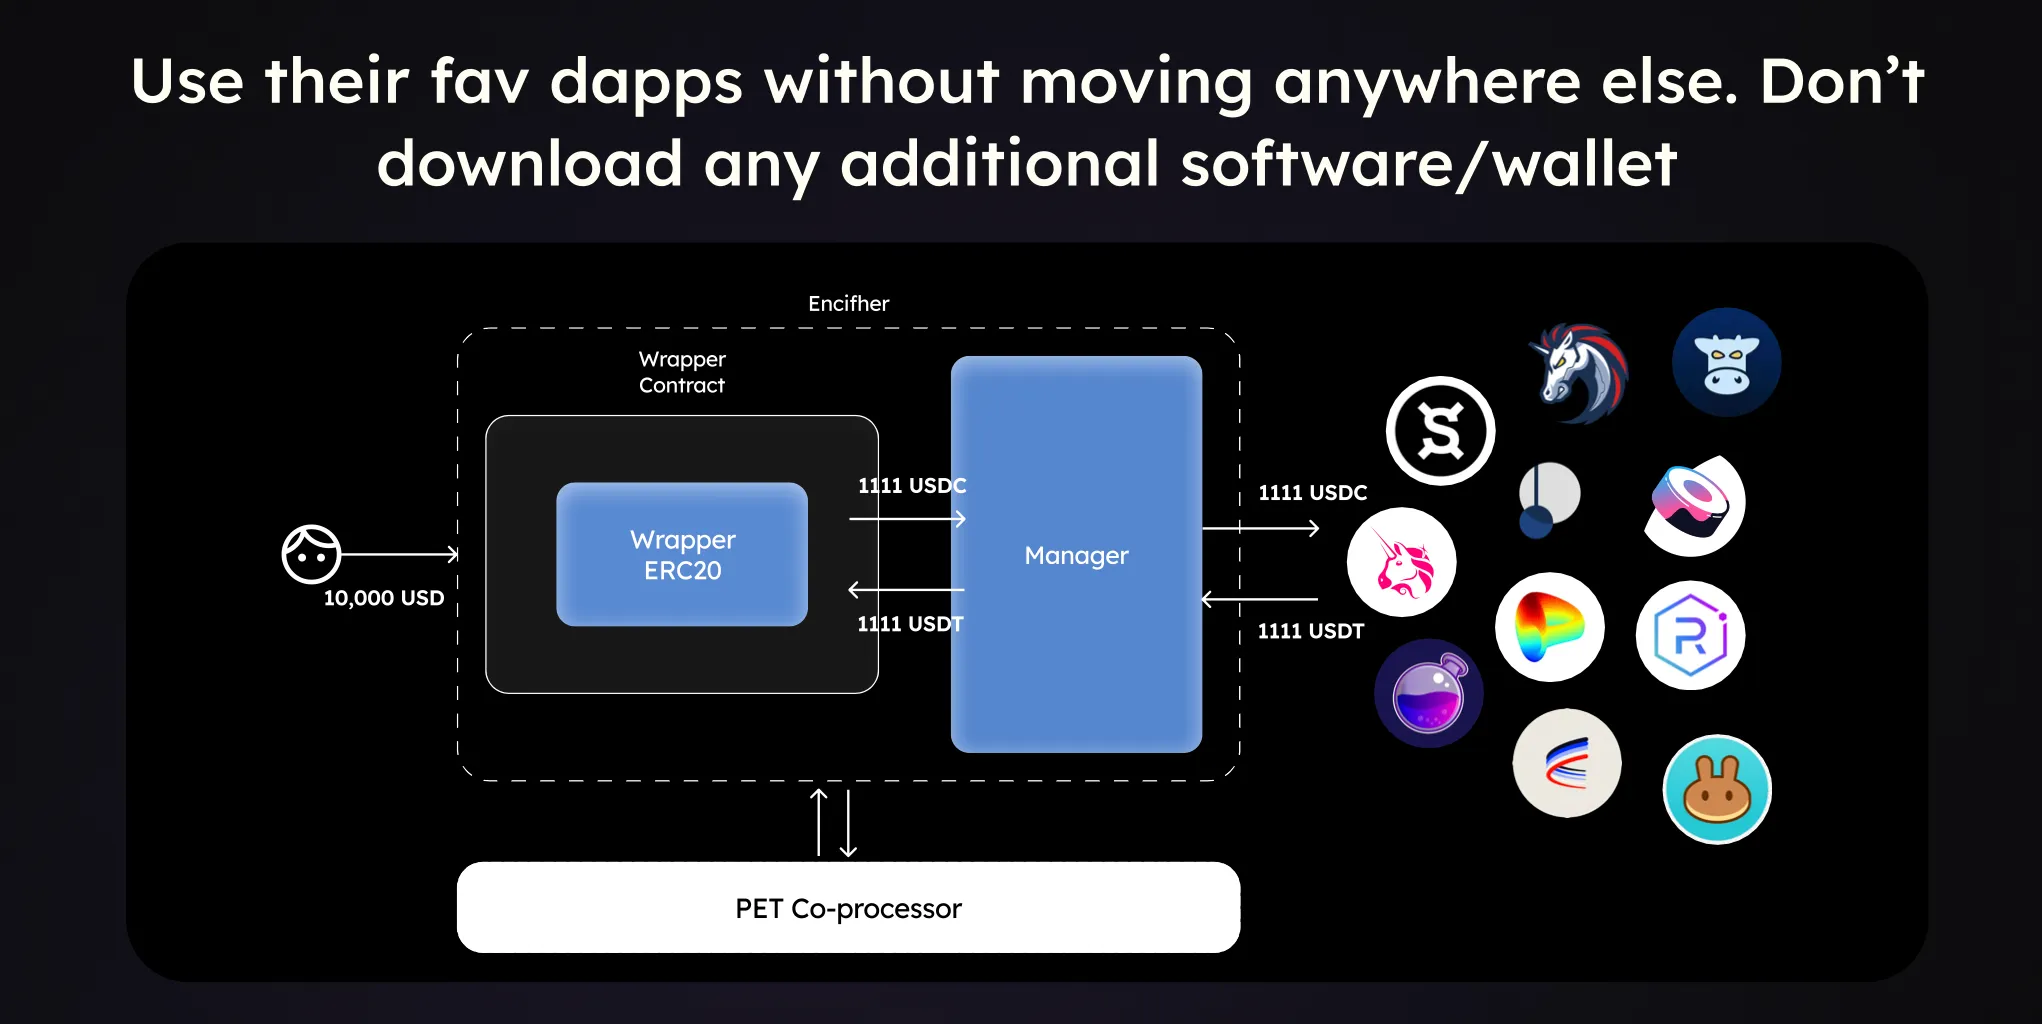 Use their fav dapps without moving anywhere else. Don’t
download any additional software/wallet
Encifher
Wrapper
Contract
Wrapper
ERC20
1111 USDC
1111 USDT
Manager
1111 USDC
1111 USDT
10,000 USD
PET Co-processor